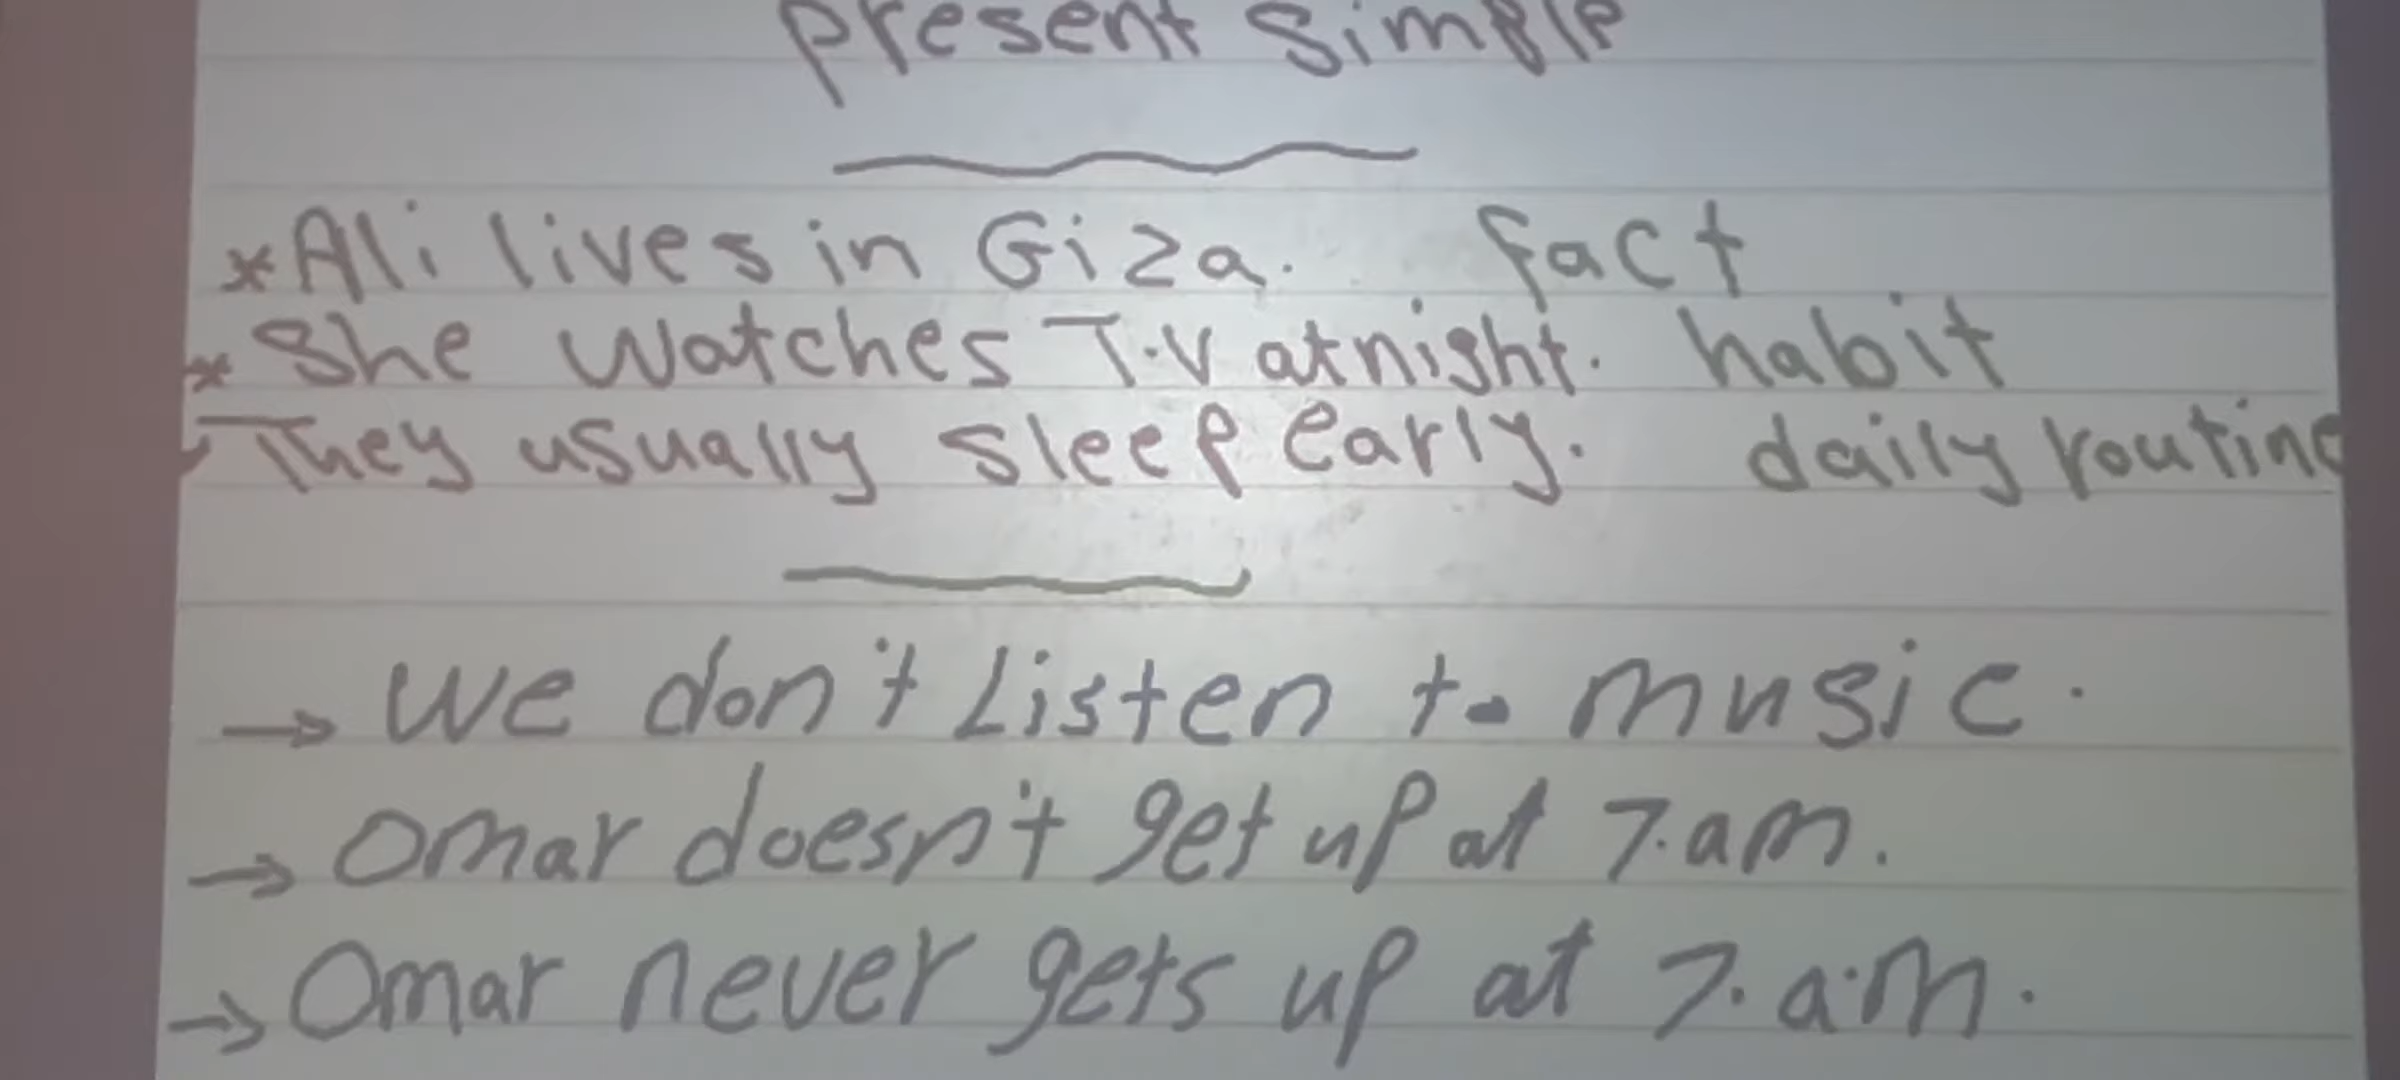 present simple
* Ali lives in Giza. fact
* She watches T.V at night. habit
They usually sleep early. daily routine
→ We don't Listen to music.
→ Omar doesn't get up at 7.am.
→ Omar never gets up at 7.a.m.